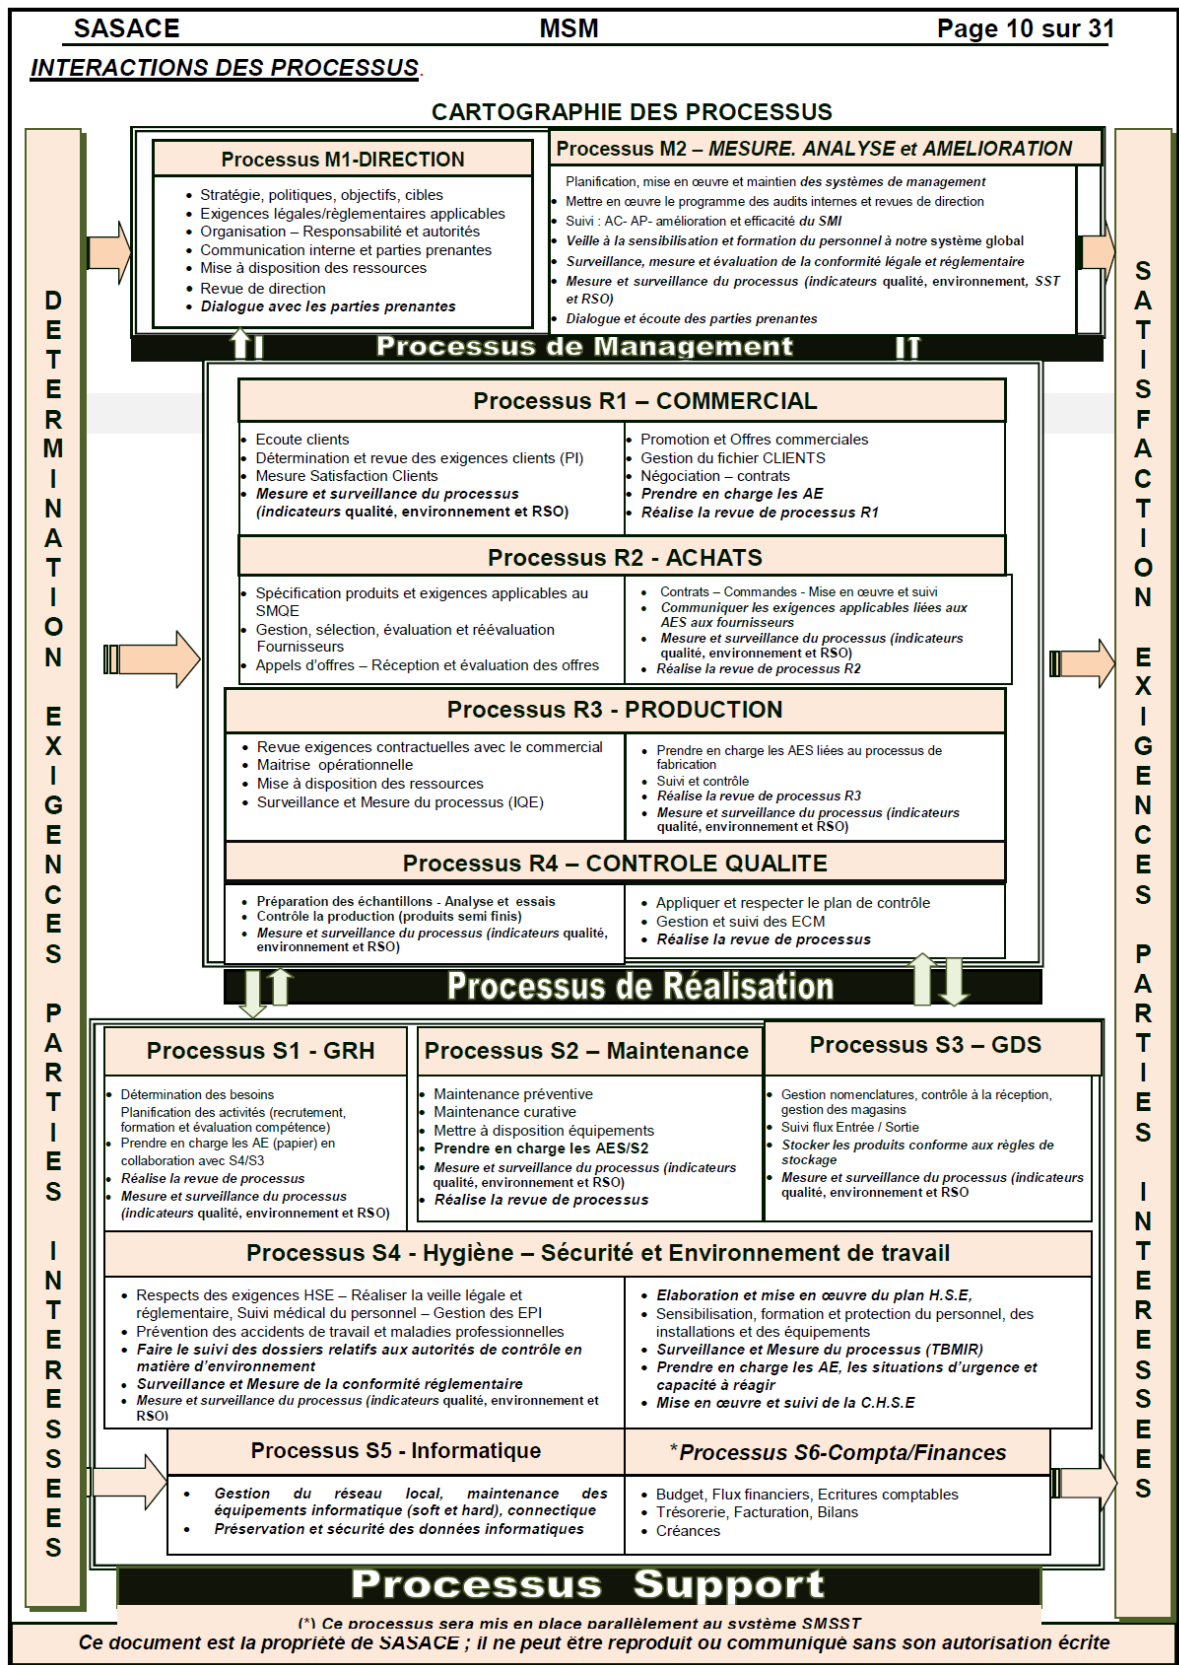 SASACE MSM Page 10 sur 31
INTERACTIONS DES PROCESSUS.
CARTOGRAPHIE DES PROCESSUS
DETERMINATION EXIGENCES PARTIES INTERESSEES
Processus M1-DIRECTION
• Stratégie, politiques, objectifs, cibles
• Exigences légales/règlementaires applicables
• Organisation – Responsabilité et autorités
• Communication interne et parties prenantes
• Mise à disposition des ressources
• Revue de direction
• Dialogue avec les parties prenantes
Processus M2 – MESURE. ANALYSE et AMELIORATION
Planification, mise en œuvre et maintien des systèmes de management
• Mettre en œuvre le programme des audits internes et revues de direction
• Suivi : AC- AP- amélioration et efficacité du SMI
• Veille à la sensibilisation et formation du personnel à notre système global
• Surveillance, mesure et évaluation de la conformité légale et réglementaire
• Mesure et surveillance du processus (indicateurs qualité, environnement, SST
et RSO)
• Dialogue et écoute des parties prenantes
Processus de Management
Processus R1 – COMMERCIAL
• Ecoute clients
• Détermination et revue des exigences clients (PI)
• Mesure Satisfaction Clients
• Mesure et surveillance du processus
(indicateurs qualité, environnement et RSO)
• Promotion et Offres commerciales
• Gestion du fichier CLIENTS
• Négociation – contrats
• Prendre en charge les AE
• Réalise la revue de processus R1
Processus R2 - ACHATS
• Spécification produits et exigences applicables au
SMQE
• Gestion, sélection, évaluation et réévaluation
Fournisseurs
• Appels d'offres – Réception et évaluation des offres
• Contrats – Commandes - Mise en œuvre et suivi
• Communiquer les exigences applicables liées aux
AES aux fournisseurs
• Mesure et surveillance du processus (indicateurs
qualité, environnement et RSO)
• Réalise la revue de processus R2
Processus R3 - PRODUCTION
• Revue exigences contractuelles avec le commercial
• Maitrise opérationnelle
• Mise à disposition des ressources
• Surveillance et Mesure du processus (IQE)
• Prendre en charge les AES liées au processus de
fabrication
• Suivi et contrôle
• Réalise la revue de processus R3
• Mesure et surveillance du processus (indicateurs
qualité, environnement et RSO)
Processus R4 – CONTROLE QUALITE
• Préparation des échantillons - Analyse et essais
• Contrôle la production (produits semi finis)
• Mesure et surveillance du processus (indicateurs qualité,
environnement et RSO)
• Appliquer et respecter le plan de contrôle
• Gestion et suivi des ECM
• Réalise la revue de processus
Processus de Réalisation
Processus S1 - GRH
• Détermination des besoins
Planification des activités (recrutement,
formation et évaluation compétence)
• Prendre en charge les AE (papier) en
collaboration avec S4/S3
• Réalise la revue de processus
• Mesure et surveillance du processus
(indicateurs qualité, environnement et RSO)
Processus S2 – Maintenance
• Maintenance préventive
• Maintenance curative
• Mettre à disposition équipements
• Prendre en charge les AES/S2
• Mesure et surveillance du processus (indicateurs
qualité, environnement et RSO)
• Réalise la revue de processus
Processus S3 – GDS
• Gestion nomenclatures, contrôle à la réception,
gestion des magasins
• Suivi flux Entrée / Sortie
• Stocker les produits conforme aux règles de
stockage
• Mesure et surveillance du processus (indicateurs
qualité, environnement et RSO
Processus S4 - Hygiène – Sécurité et Environnement de travail
• Respects des exigences HSE – Réaliser la veille légale et
réglementaire, Suivi médical du personnel – Gestion des EPI
• Prévention des accidents de travail et maladies professionnelles
• Faire le suivi des dossiers relatifs aux autorités de contrôle en
matière d'environnement
• Surveillance et Mesure de la conformité réglementaire
• Mesure et surveillance du processus (indicateurs qualité, environnement et
RSO)
• Elaboration et mise en œuvre du plan H.S.E,
• Sensibilisation, formation et protection du personnel, des
installations et des équipements
• Surveillance et Mesure du processus (TBMIR)
• Prendre en charge les AE, les situations d'urgence et
capacité à réagir
• Mise en œuvre et suivi de la C.H.S.E
Processus S5 - Informatique
• Gestion du réseau local, maintenance des
équipements informatique (soft et hard), connectique
• Préservation et sécurité des données informatiques
*Processus S6-Compta/Finances
• Budget, Flux financiers, Ecritures comptables
• Trésorerie, Facturation, Bilans
• Créances
Processus Support
SATISFACTION EXIGENCES PARTIES INTERESSEES
(*) Ce processus sera mis en place parallèlement au système SMSST
Ce document est la propriété de SASACE ; il ne peut être reproduit ou communiqué sans son autorisation écrite